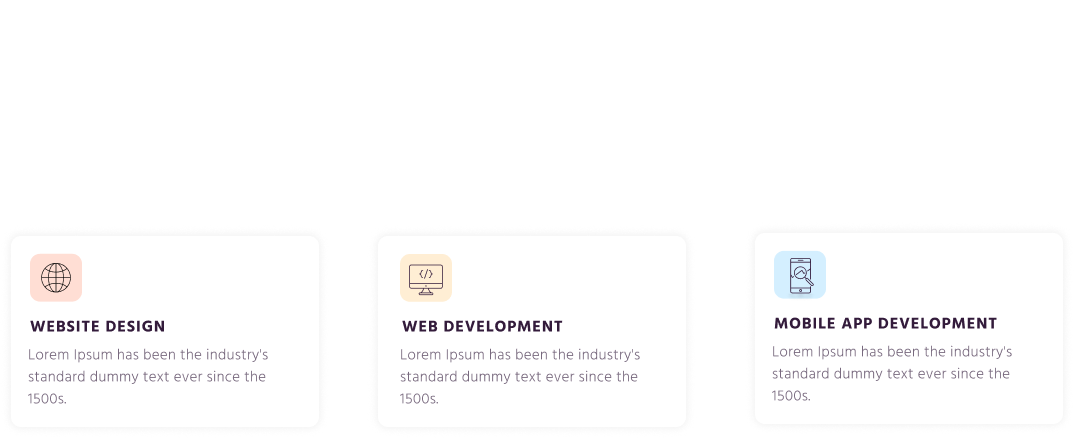 WEBSITE DESIGN
Lorem Ipsum has been the industry's
standard dummy text ever since the
1500s.
WEB DEVELOPMENT
Lorem Ipsum has been the industry's
standard dummy text ever since the
1500s.
MOBILE APP DEVELOPMENT
Lorem Ipsum has been the industry's
standard dummy text ever since the
1500s.